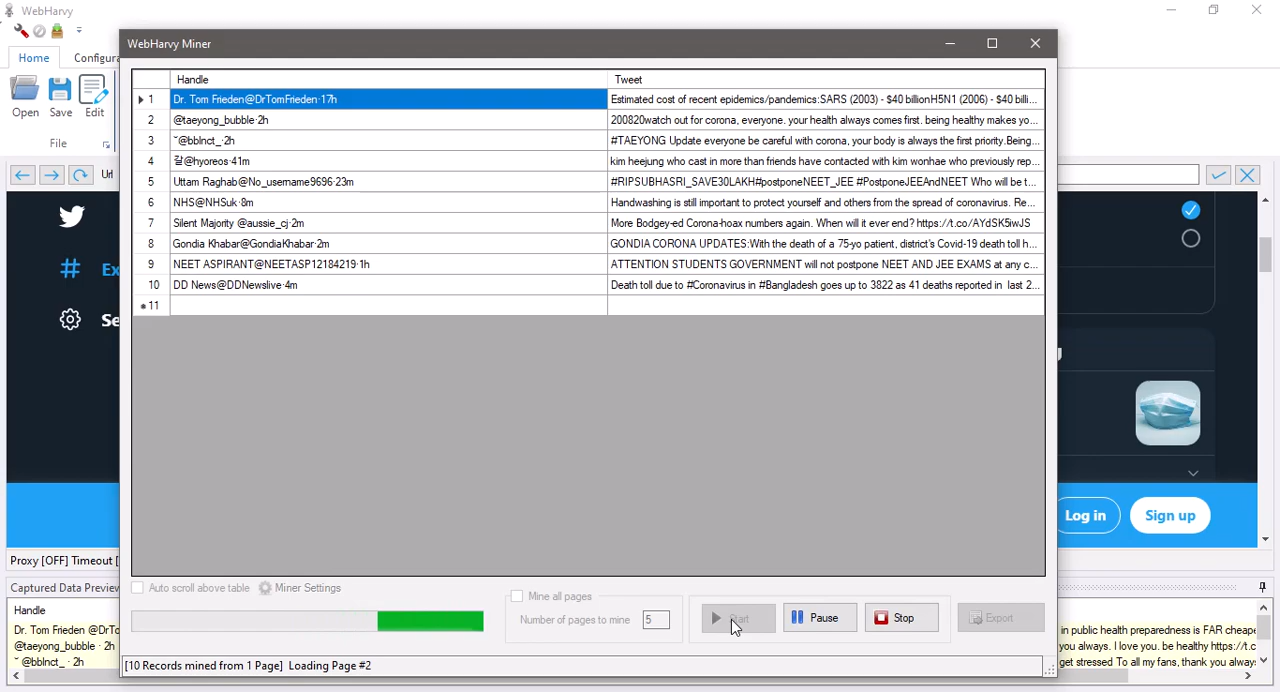 WebHarvy
Home
Configura
Open
Save
Edit
File
Url
WebHarvy Miner
Handle Tweet
1 Dr. Tom Frieden@DrTomFrieden·17h Estimated cost of recent epidemics/pandemics:SARS (2003) - $40 billionH5N1 (2006) - $40 billi...
2 @taeyong_bubble·2h 200820watch out for corona, everyone. your health always comes first. being healthy makes yo...
3 @bblnct_·2h #TAEYONG Update everyone be careful with corona, your body is always the first priority.Being...
4 갈@hyoreos·41m kim heejung who cast in more than friends have contacted with kim wonhae who previously rep...
5 Uttam Raghab@No_username9696·23m #RIPSUBHASRI_SAVE30LAKH#postponeNEET_JEE #PostponeJEEAndNEET Who will be t...
6 NHS@NHSuk·8m Handwashing is still important to protect yourself and others from the spread of coronavirus. Re...
7 Silent Majority @aussie_cj·2m More Bodgey-ed Corona-hoax numbers again. When will it ever end? https://t.co/AYdSK5iwJS
8 Gondia Khabar@GondiaKhabar·2m GONDIA CORONA UPDATES:With the death of a 75-yo patient, district's Covid-19 death toll h...
9 NEET ASPIRANT@NEETASP12184219·1h ATTENTION STUDENTS GOVERNMENT will not postpone NEET AND JEE EXAMS at any c...
10 DD News@DDNewslive·4m Death toll due to #Coronavirus in #Bangladesh goes up to 3822 as 41 deaths reported in last 2...
* 11
Ex
Se
Log in
Sign up
Auto scroll above table
Miner Settings
Mine all pages
Number of pages to mine 5
Start
Pause
Stop
Export
[10 Records mined from 1 Page] Loading Page #2
Proxy [OFF] Timeout [
Captured Data Preview
Handle
Dr. Tom Frieden @DrTo
@taeyong_bubble · 2h
@bblnct_ · 2h
in public health preparedness is FAR cheape
you always. I love you. be healthy https://t.c
get stressed To all my fans, thank you always